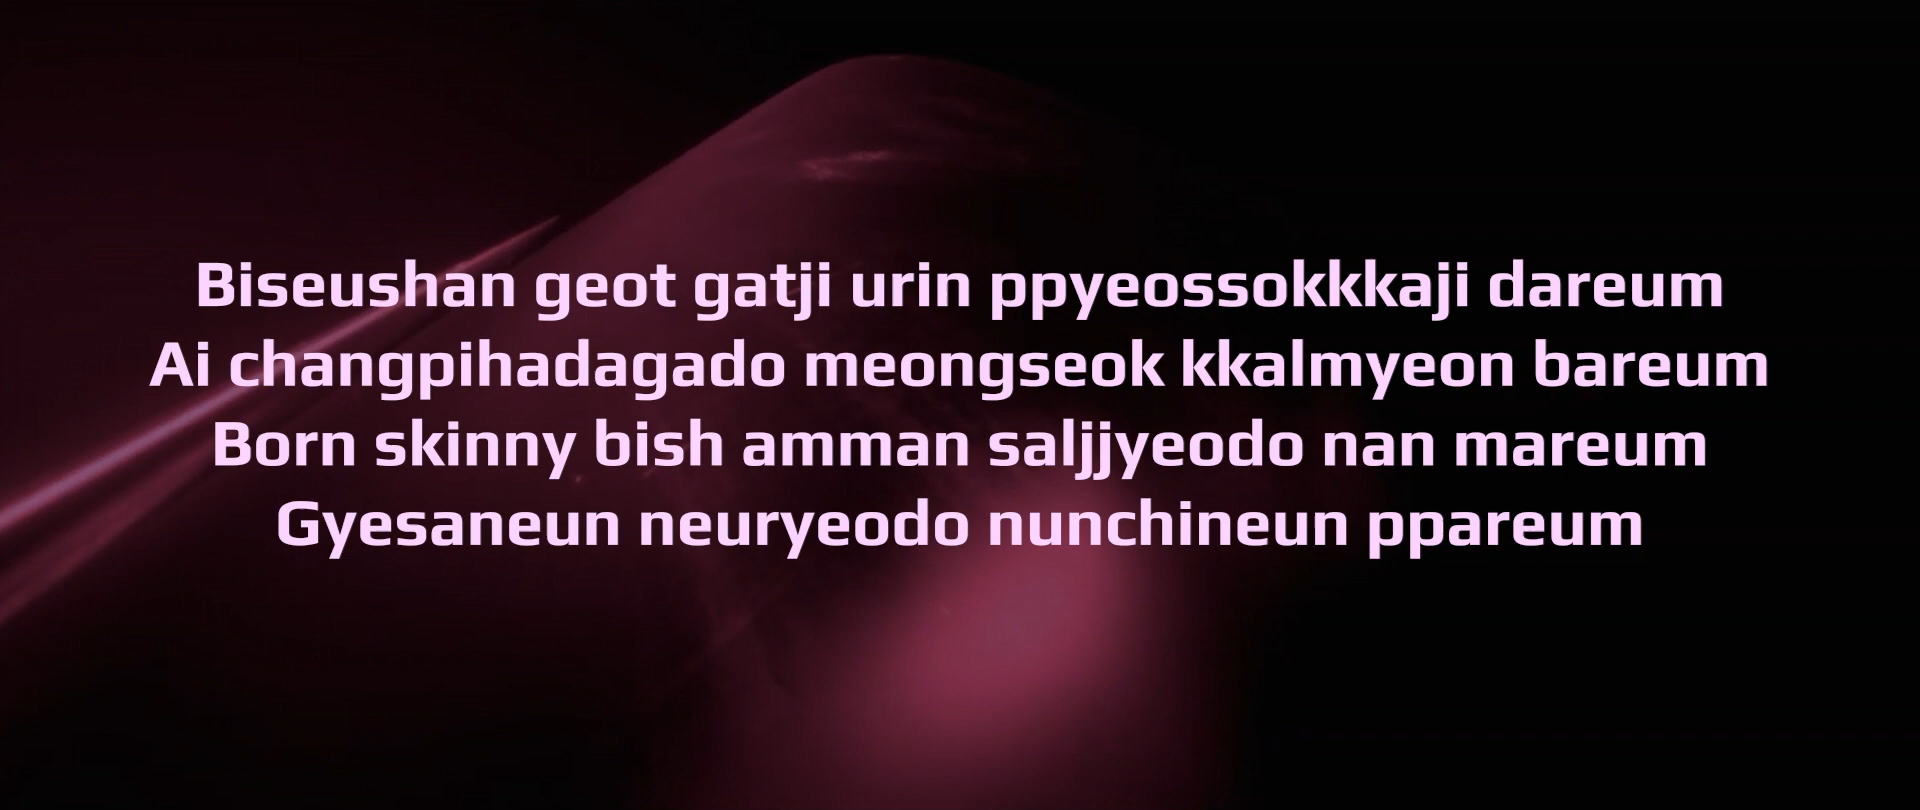 Biseushan geot gatji urin ppyeossokkkaji dareum
Ai changpihadagado meongseok kkalmyeon bareum
Born skinny bish amman saljjyeodo nan mareum
Gyesaneun neuryeodo nunchineun ppareum